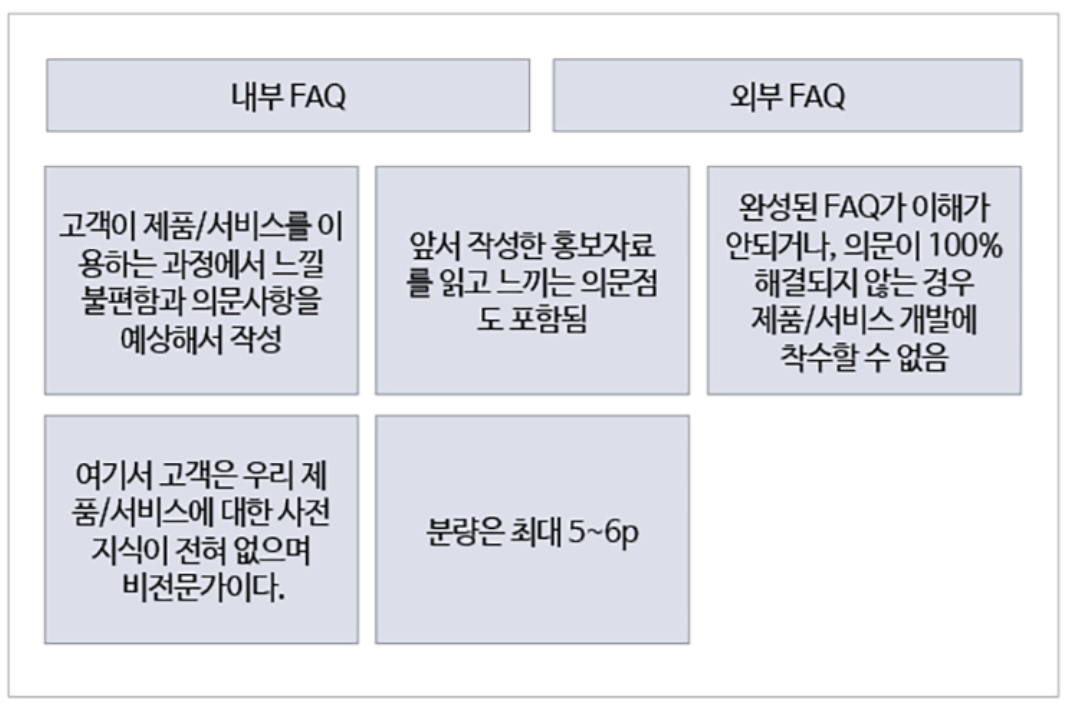 내부 FAQ
외부 FAQ
고객이 제품/서비스를 이
용하는 과정에서 느낄
불편함과 의문사항을
예상해서 작성
앞서 작성한 홍보자료
를 읽고 느끼는 의문점
도 포함됨
완성된 FAQ가 이해가
안되거나, 의문이 100%
해결되지 않는 경우
제품/서비스 개발에
착수할 수 없음
여기서 고객은 우리 제
품/서비스에 대한 사전
지식이 전혀 없으며
비전문가이다.
분량은 최대 5~6p